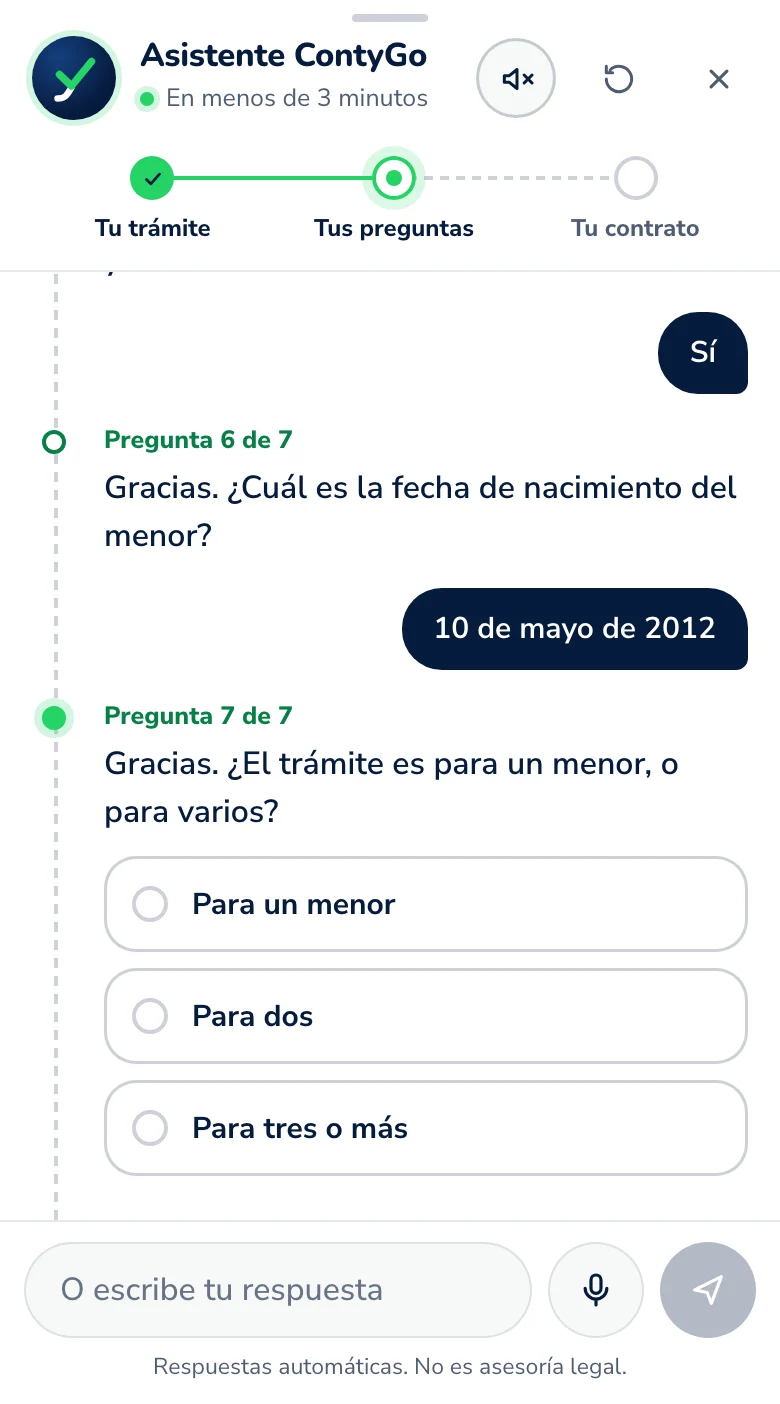 Asistente ContyGo
En menos de 3 minutos
Tu trámite
Tus preguntas
Tu contrato
Sí
Pregunta 6 de 7
Gracias. ¿Cuál es la fecha de nacimiento del
menor?
10 de mayo de 2012
Pregunta 7 de 7
Gracias. ¿El trámite es para un menor, o
para varios?
Para un menor
Para dos
Para tres o más
O escribe tu respuesta
Respuestas automáticas. No es asesoría legal.